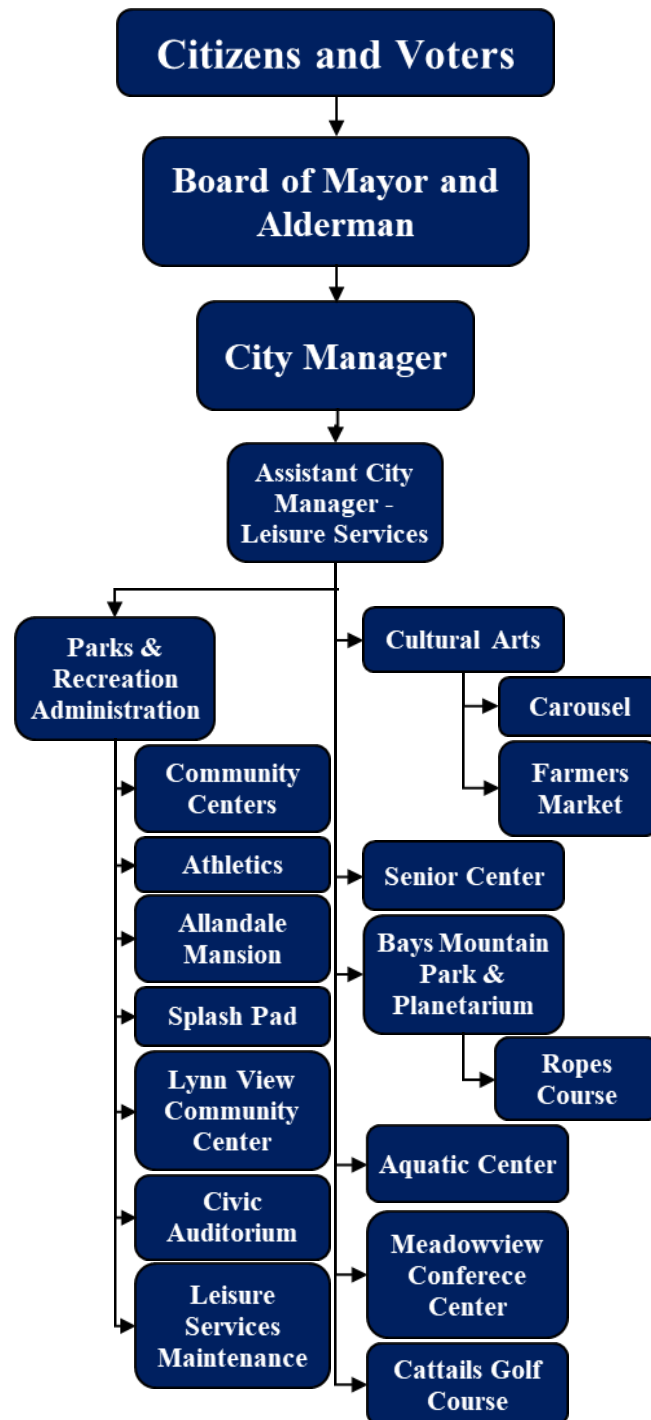 Citizens and Voters
Board of Mayor and
Alderman
City Manager
Assistant City
Manager -
Leisure Services
Parks &
Recreation
Administration
Community
Centers
Athletics
Allandale
Mansion
Splash Pad
Lynn View
Community
Center
Civic
Auditorium
Leisure
Services
Maintenance
Cultural Arts
Carousel
Farmers
Market
Senior Center
Bays Mountain
Park &
Planetarium
Ropes
Course
Aquatic Center
Meadowview
Conferece
Center
Cattails Golf
Course